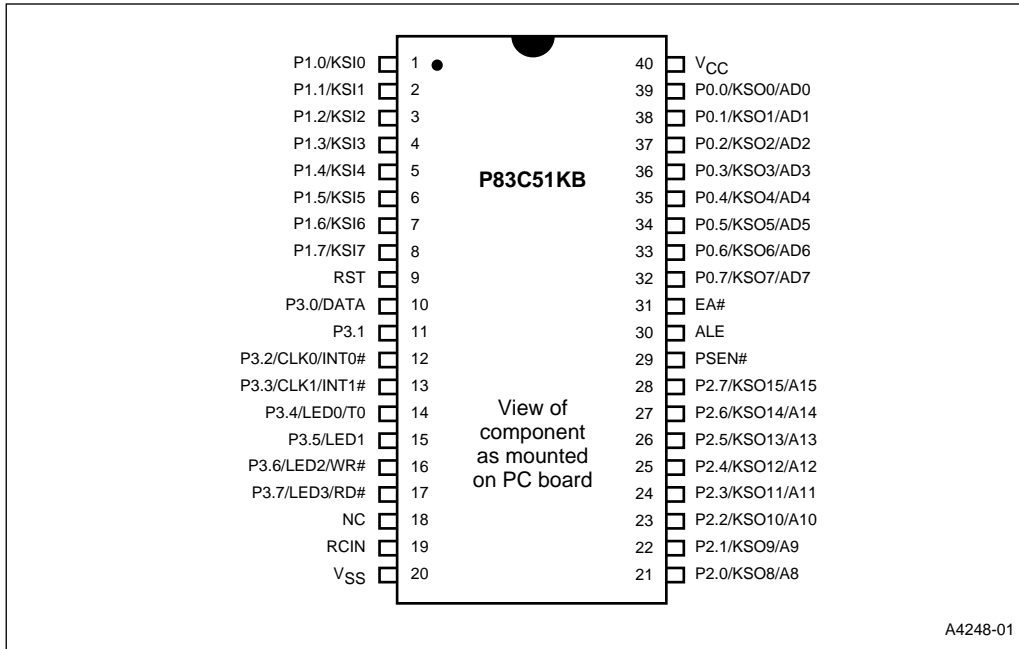 P1.0/KSI0 1 40 VCC
P1.1/KSI1 2 39 P0.0/KSO0/AD0
P1.2/KSI2 3 38 P0.1/KSO1/AD1
P1.3/KSI3 4 37 P0.2/KSO2/AD2
P1.4/KSI4 5 36 P0.3/KSO3/AD3
P83C51KB
P1.5/KSI5 6 35 P0.4/KSO4/AD4
P1.6/KSI6 7 34 P0.5/KSO5/AD5
P1.7/KSI7 8 33 P0.6/KSO6/AD6
RST 9 32 P0.7/KSO7/AD7
P3.0/DATA 10 31 EA#
P3.1 11 30 ALE
P3.2/CLK0/INT0# 12 29 PSEN#
P3.3/CLK1/INT1# 13 28 P2.7/KSO15/A15
P3.4/LED0/T0 14 View of 27 P2.6/KSO14/A14
P3.5/LED1 15 component 26 P2.5/KSO13/A13
P3.6/LED2/WR# 16 as mounted 25 P2.4/KSO12/A12
P3.7/LED3/RD# 17 on PC board 24 P2.3/KSO11/A11
NC 18 23 P2.2/KSO10/A10
RCIN 19 22 P2.1/KSO9/A9
VSS 20 21 P2.0/KSO8/A8
A4248-01